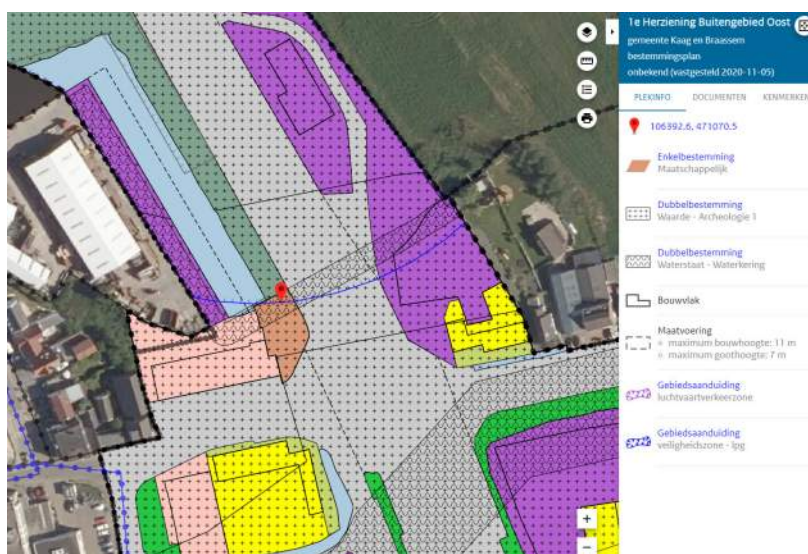 1e Herziening Buitengebied Oost
gemeente Kaag en Braassem
bestemmingsplan
onbekend (vastgesteld 2020-11-05)
PLEKINFO DOCUMENTEN KENMERKEN
106392.6, 471070.5
Enkelbestemming
Maatschappelijk
Dubbelbestemming
Waarde - Archeologie 1
Dubbelbestemming
Waterstaat - Waterkering
Bouwvlak
Maatvoering
maximum bouwhoogte: 11 m
maximum goothoogte: 7 m
Gebiedsaanduiding
luchtvaartverkeerzone
Gebiedsaanduiding
veiligheidszone - lpg
+
−